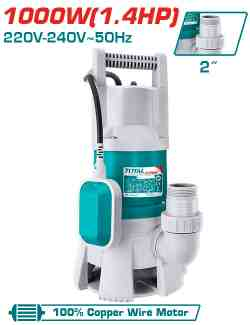 1000W(1.4HP)
220V-240V~50Hz
2"
TOTAL
100% Copper Wire Motor